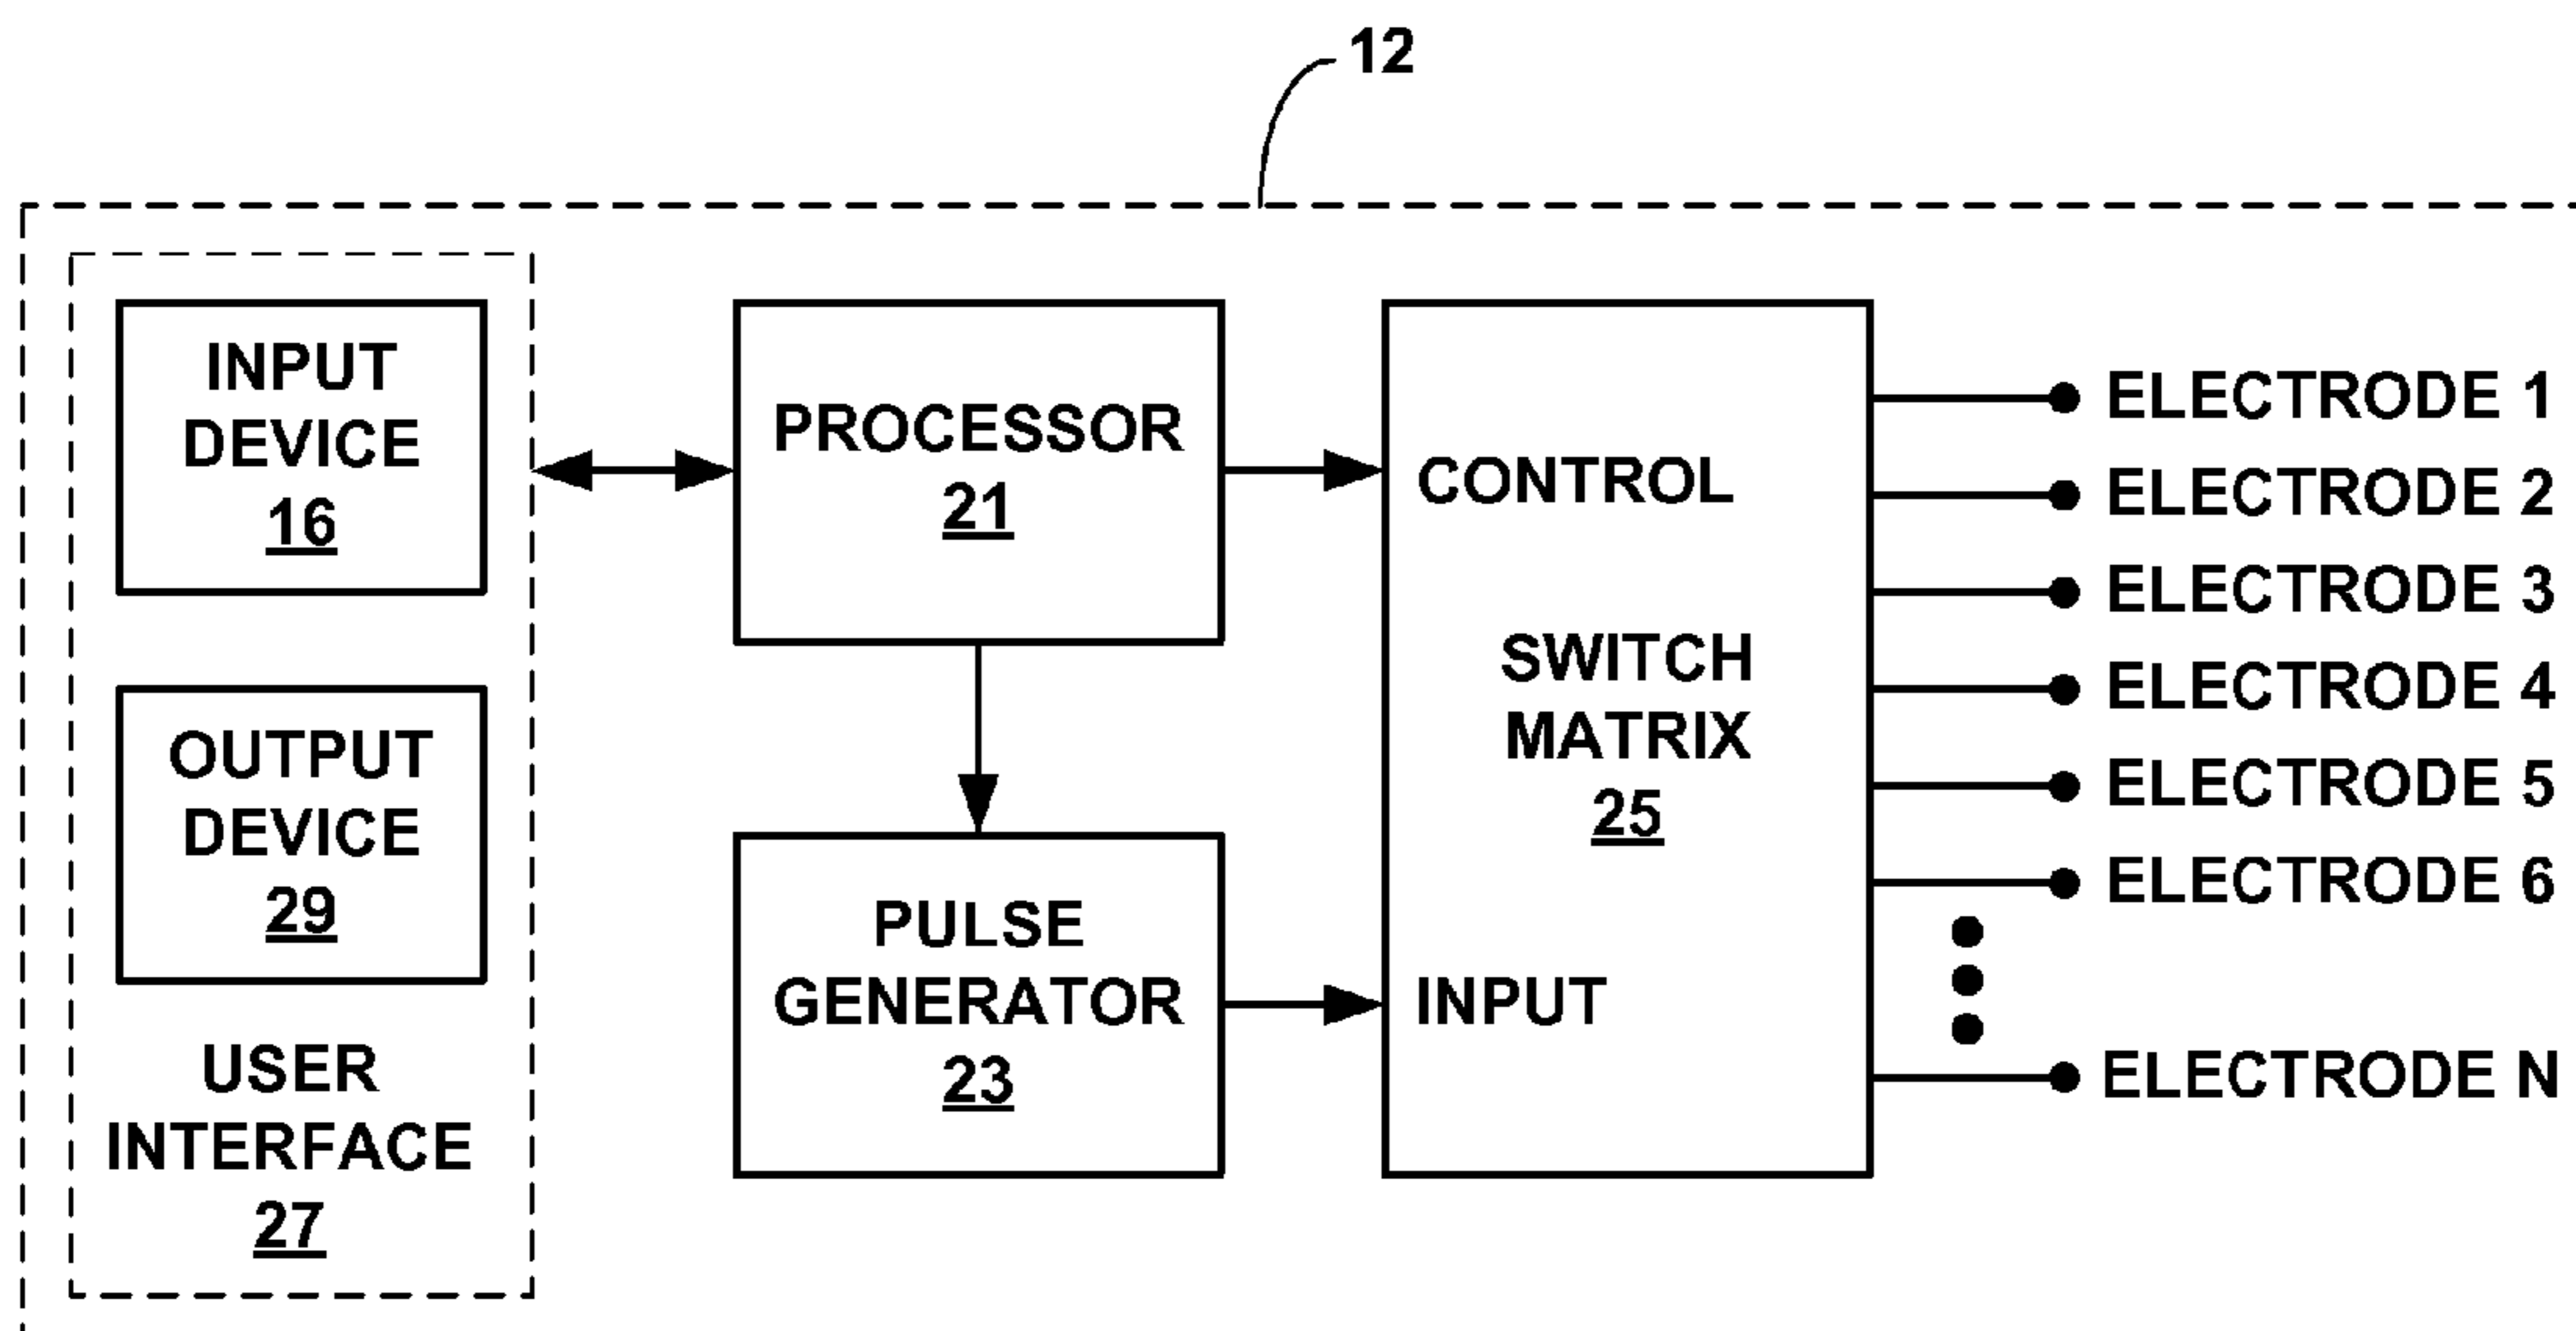 12
INPUT
DEVICE
16
OUTPUT
DEVICE
29
USER
INTERFACE
27
PROCESSOR
21
PULSE
GENERATOR
23
CONTROL
SWITCH
MATRIX
25
INPUT
ELECTRODE 1
ELECTRODE 2
ELECTRODE 3
ELECTRODE 4
ELECTRODE 5
ELECTRODE 6
ELECTRODE N